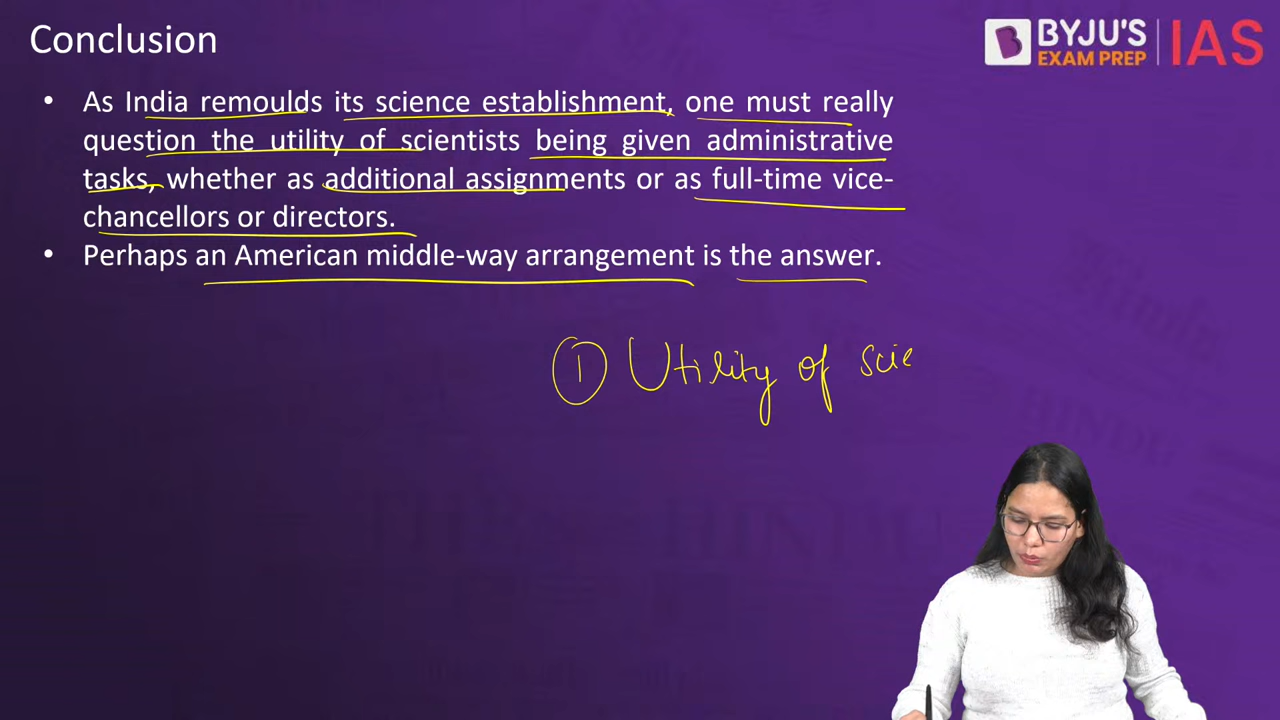 Conclusion
BYJU'S
EXAM PREP
IAS
• As India remoulds its science establishment, one must really
question the utility of scientists being given administrative
tasks, whether as additional assignments or as full-time vice-
chancellors or directors.
• Perhaps an American middle-way arrangement is the answer.
① Utility of scie